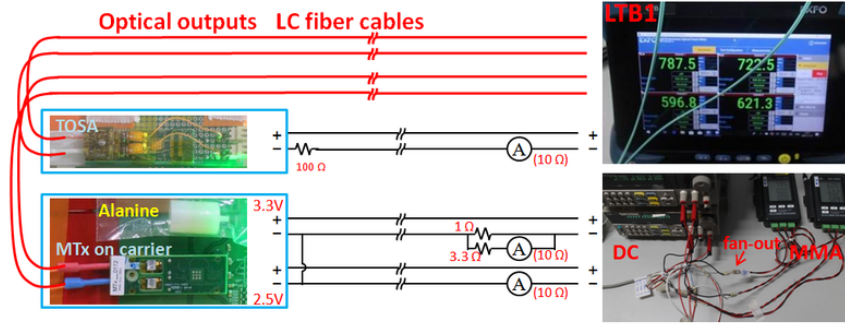 Optical outputs LC fiber cables
LTB1
EXFO
787.5 722.5
596.8 621.3
TOSA
+ +
− −
100 Ω
A
(10 Ω)
Alanine
3.3V
+ +
− −
1 Ω
3.3 Ω
A
(10 Ω)
MTx on carrier
+ +
− −
2.5V
A
(10 Ω)
DC
fan-out
MMA